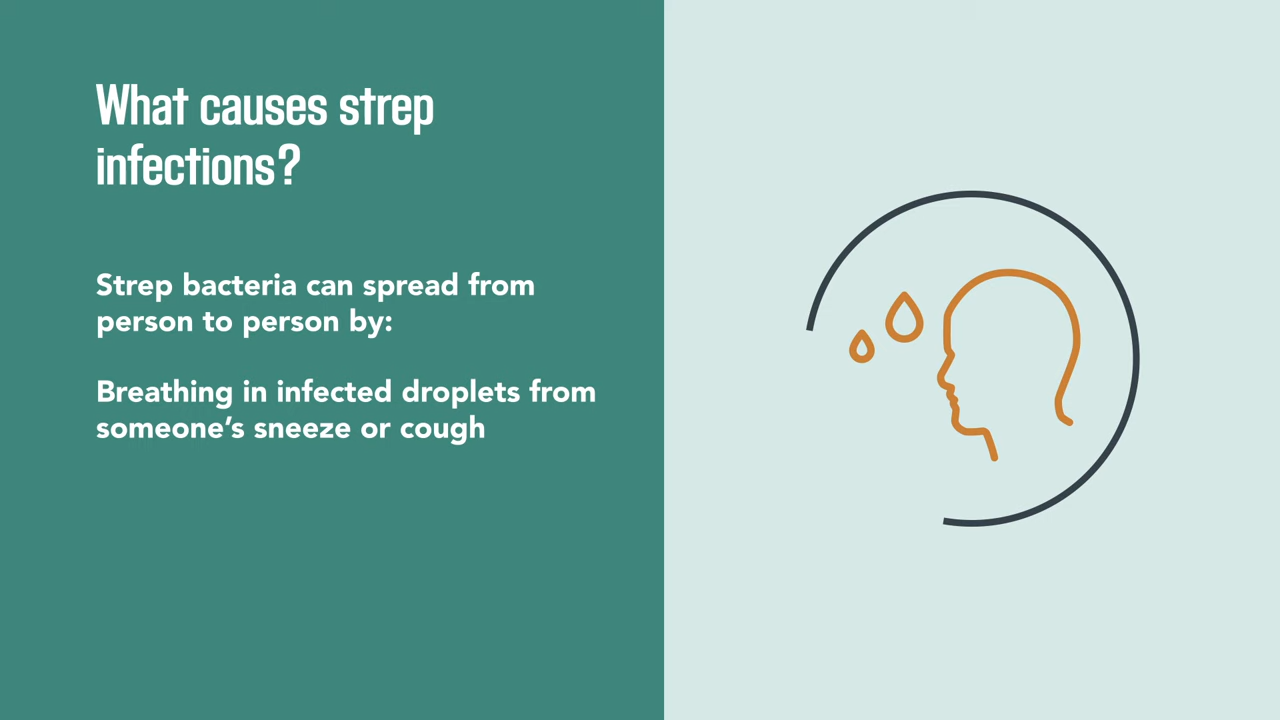 What causes strep
infections?
Strep bacteria can spread from
person to person by:
Breathing in infected droplets from
someone’s sneeze or cough